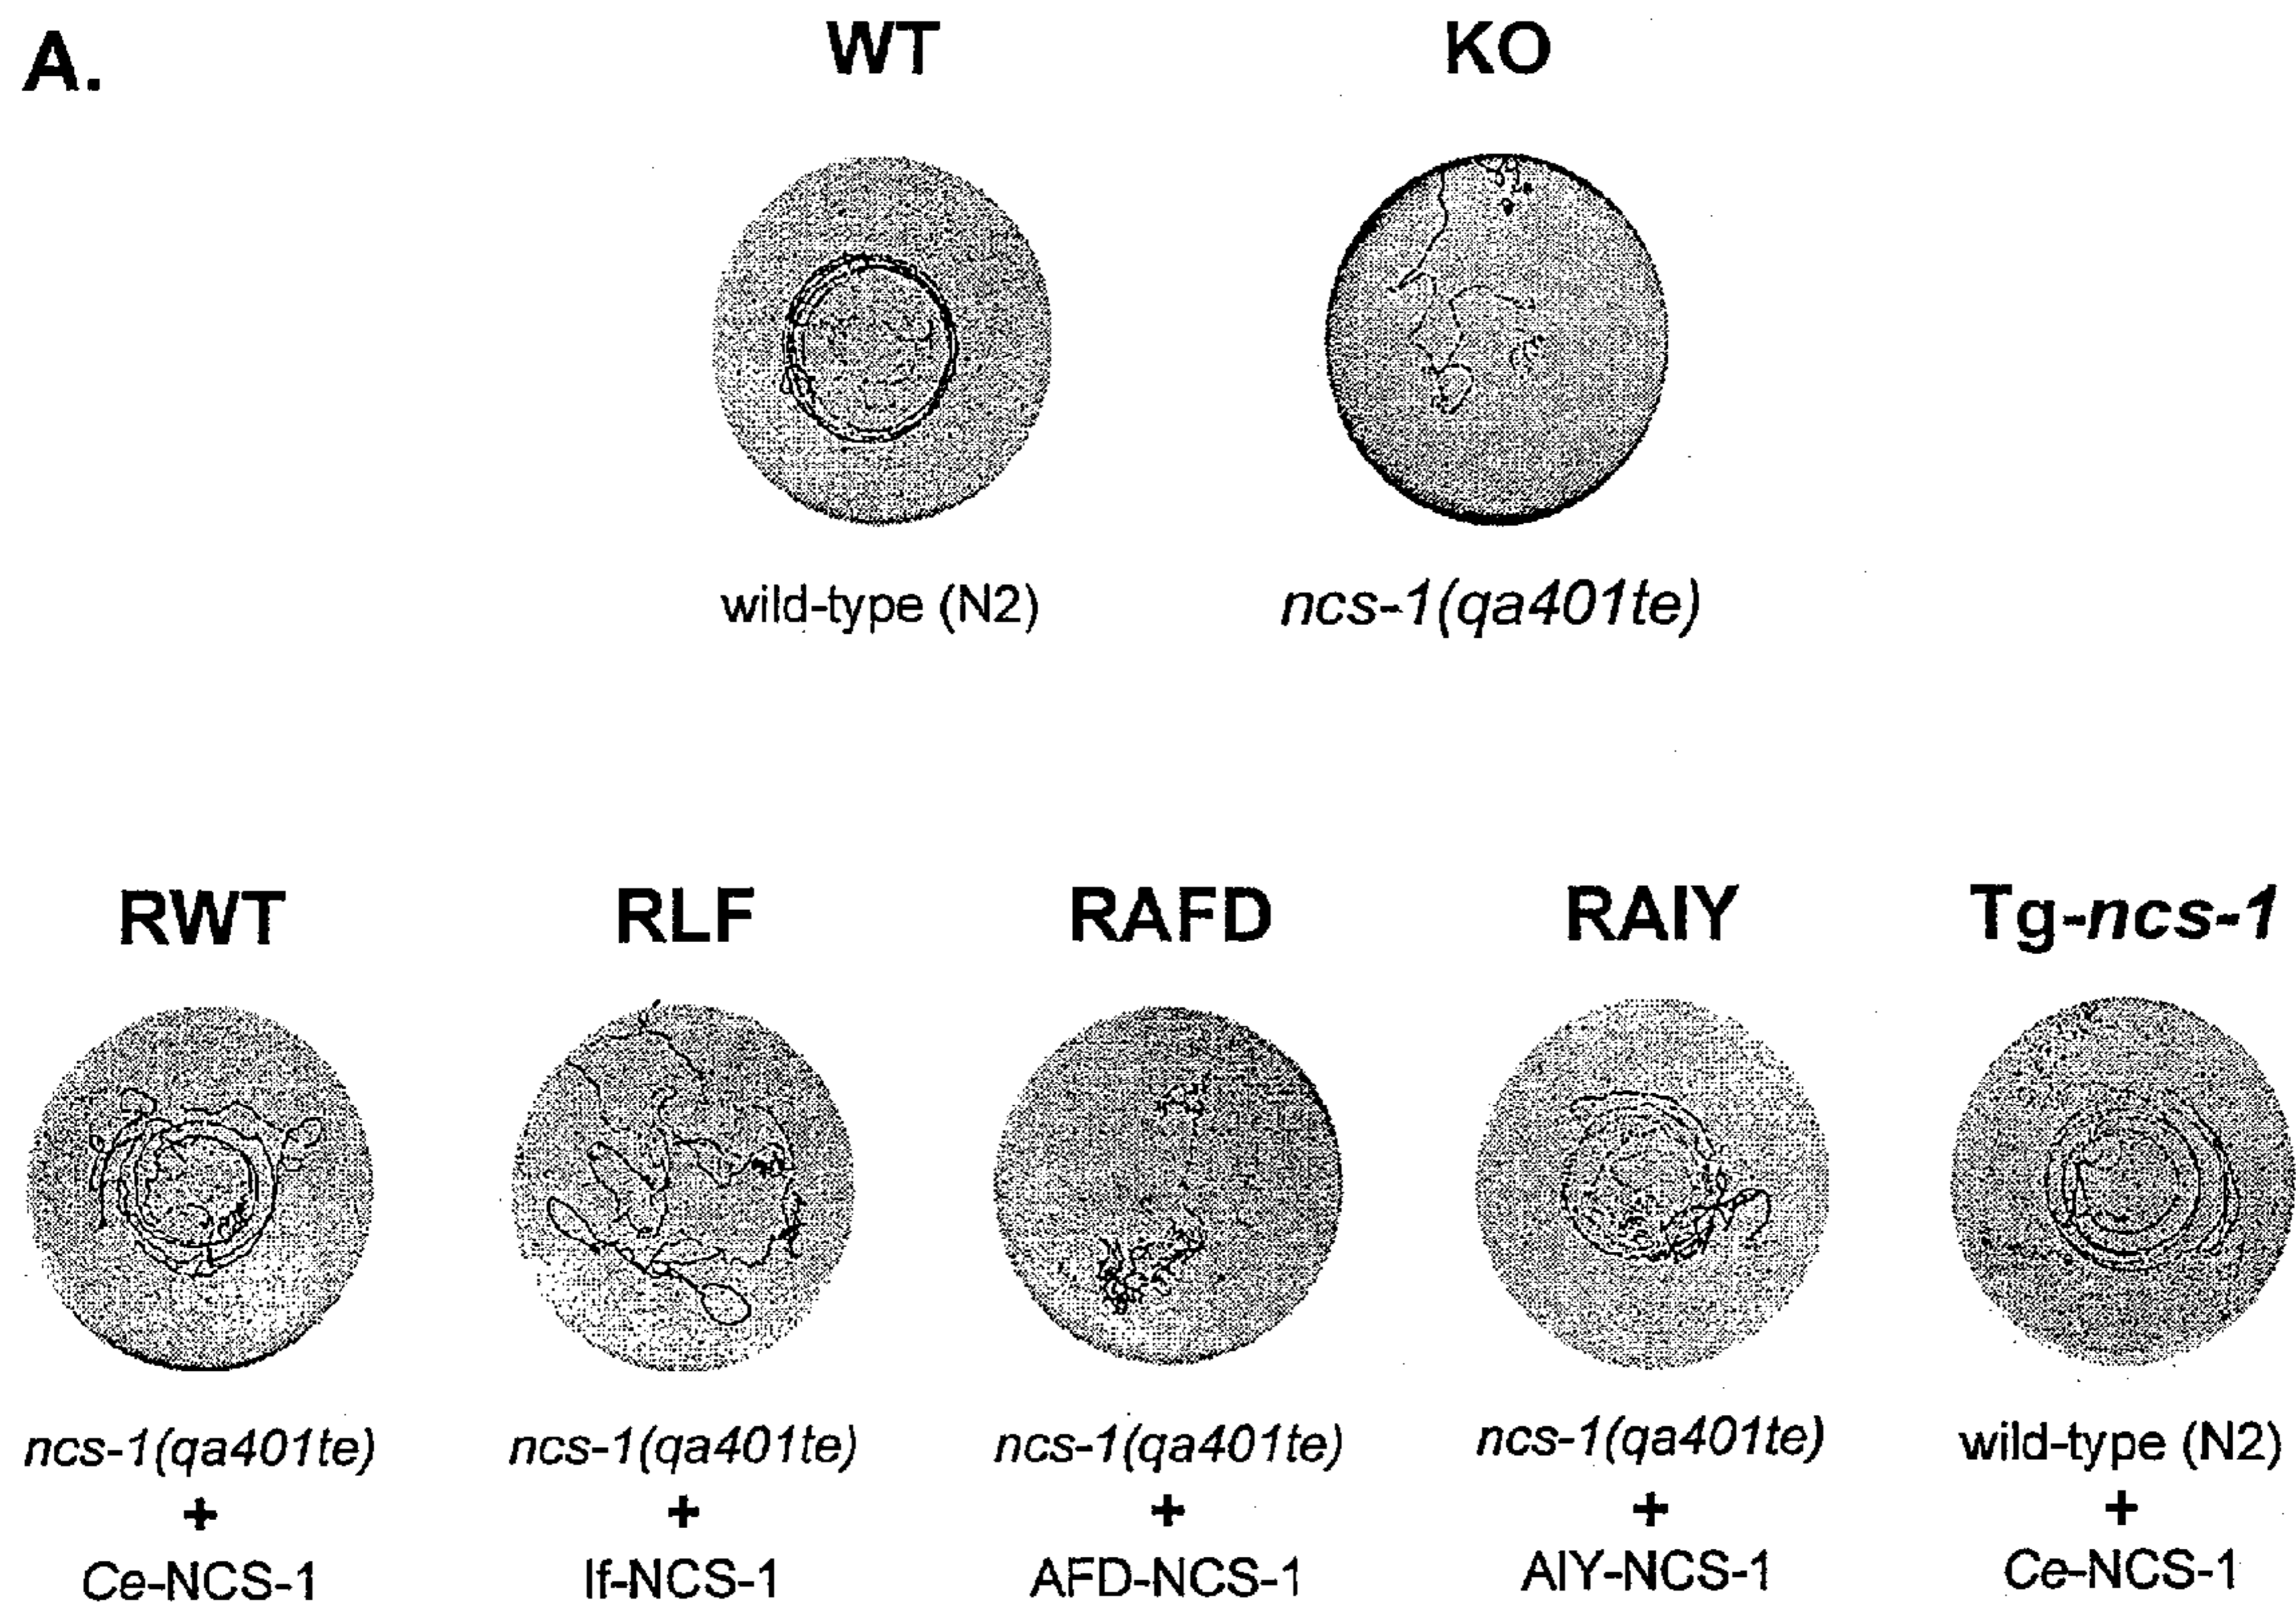 A.
WT KO
wild-type (N2) ncs-1(qa401te)
RWT RLF RAFD RAIY Tg-ncs-1
ncs-1(qa401te) ncs-1(qa401te) ncs-1(qa401te) ncs-1(qa401te) wild-type (N2)
+ + + + +
Ce-NCS-1 lf-NCS-1 AFD-NCS-1 AIY-NCS-1 Ce-NCS-1